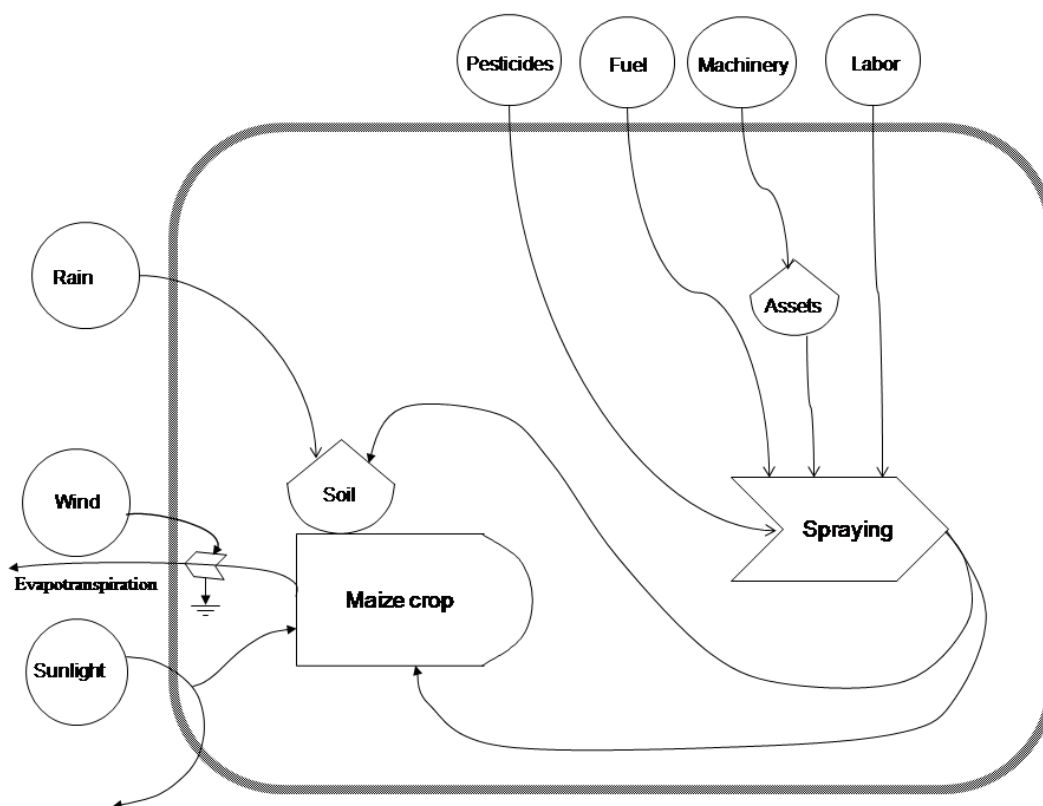 Pesticides
Fuel
Machinery
Labor
Rain
Assets
Soil
Wind
Spraying
Evapotranspiration
Maize crop
Sunlight